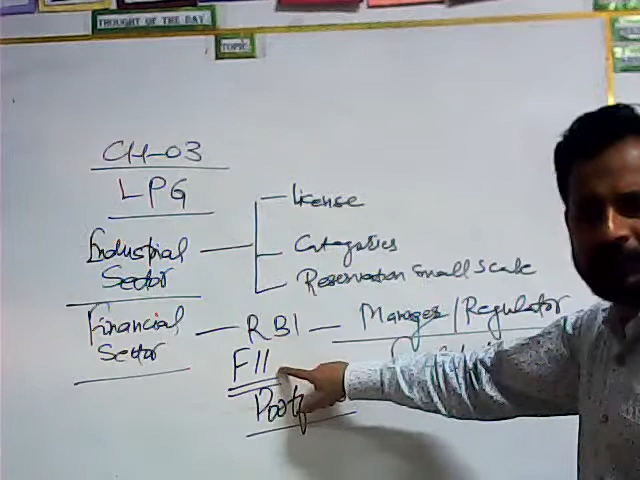 THOUGHT OF THE DAY
TOPIC
CH-03
LPG
Industrial Sector
License
Categories
Reservation Small Scale
Financial Sector
RBI
Manager/Regulator
FII